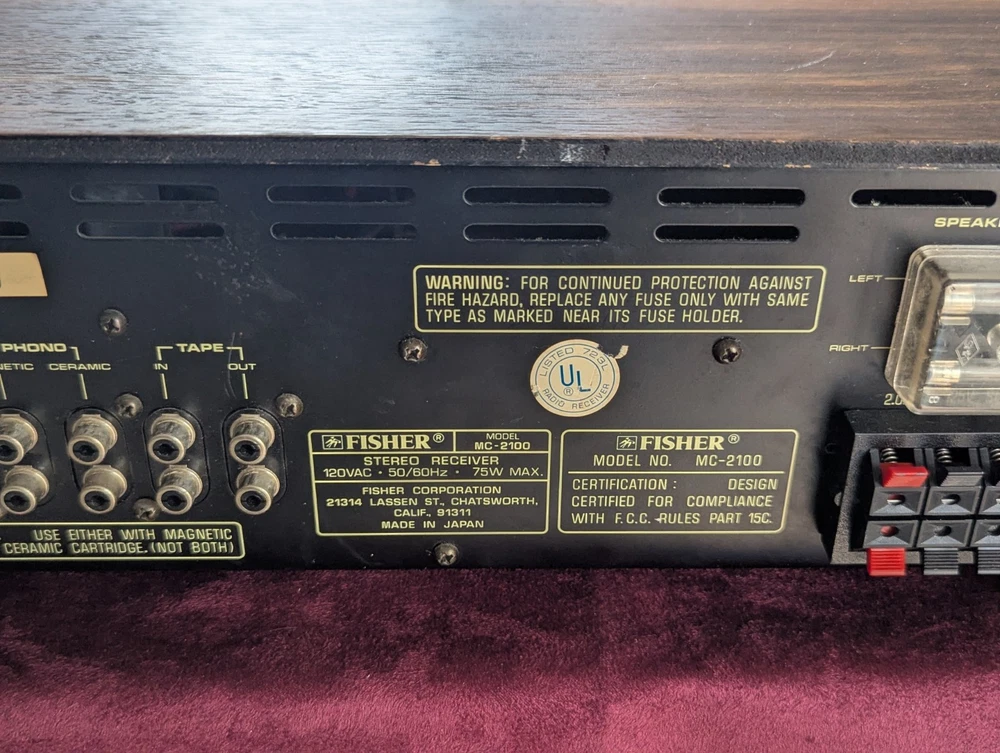 SPEAK
WARNING: FOR CONTINUED PROTECTION AGAINST
FIRE HAZARD, REPLACE ANY FUSE ONLY WITH SAME
TYPE AS MARKED NEAR ITS FUSE HOLDER.
LEFT
RIGHT
2.0
PHONO
TAPE
NETIC
CERAMIC
IN
OUT
LISTED 723L
UL®
RADIO RECEIVER
FISHER®
MODEL
MC-2100
STEREO RECEIVER
120VAC • 50/60Hz • 75W MAX.
FISHER CORPORATION
21314 LASSEN ST., CHATSWORTH,
CALIF., 91311
MADE IN JAPAN
FISHER®
MODEL NO. MC-2100
CERTIFICATION : DESIGN
CERTIFIED FOR COMPLIANCE
WITH F.C.C. RULES PART 15C.
USE EITHER WITH MAGNETIC
CERAMIC CARTRIDGE. (NOT BOTH)